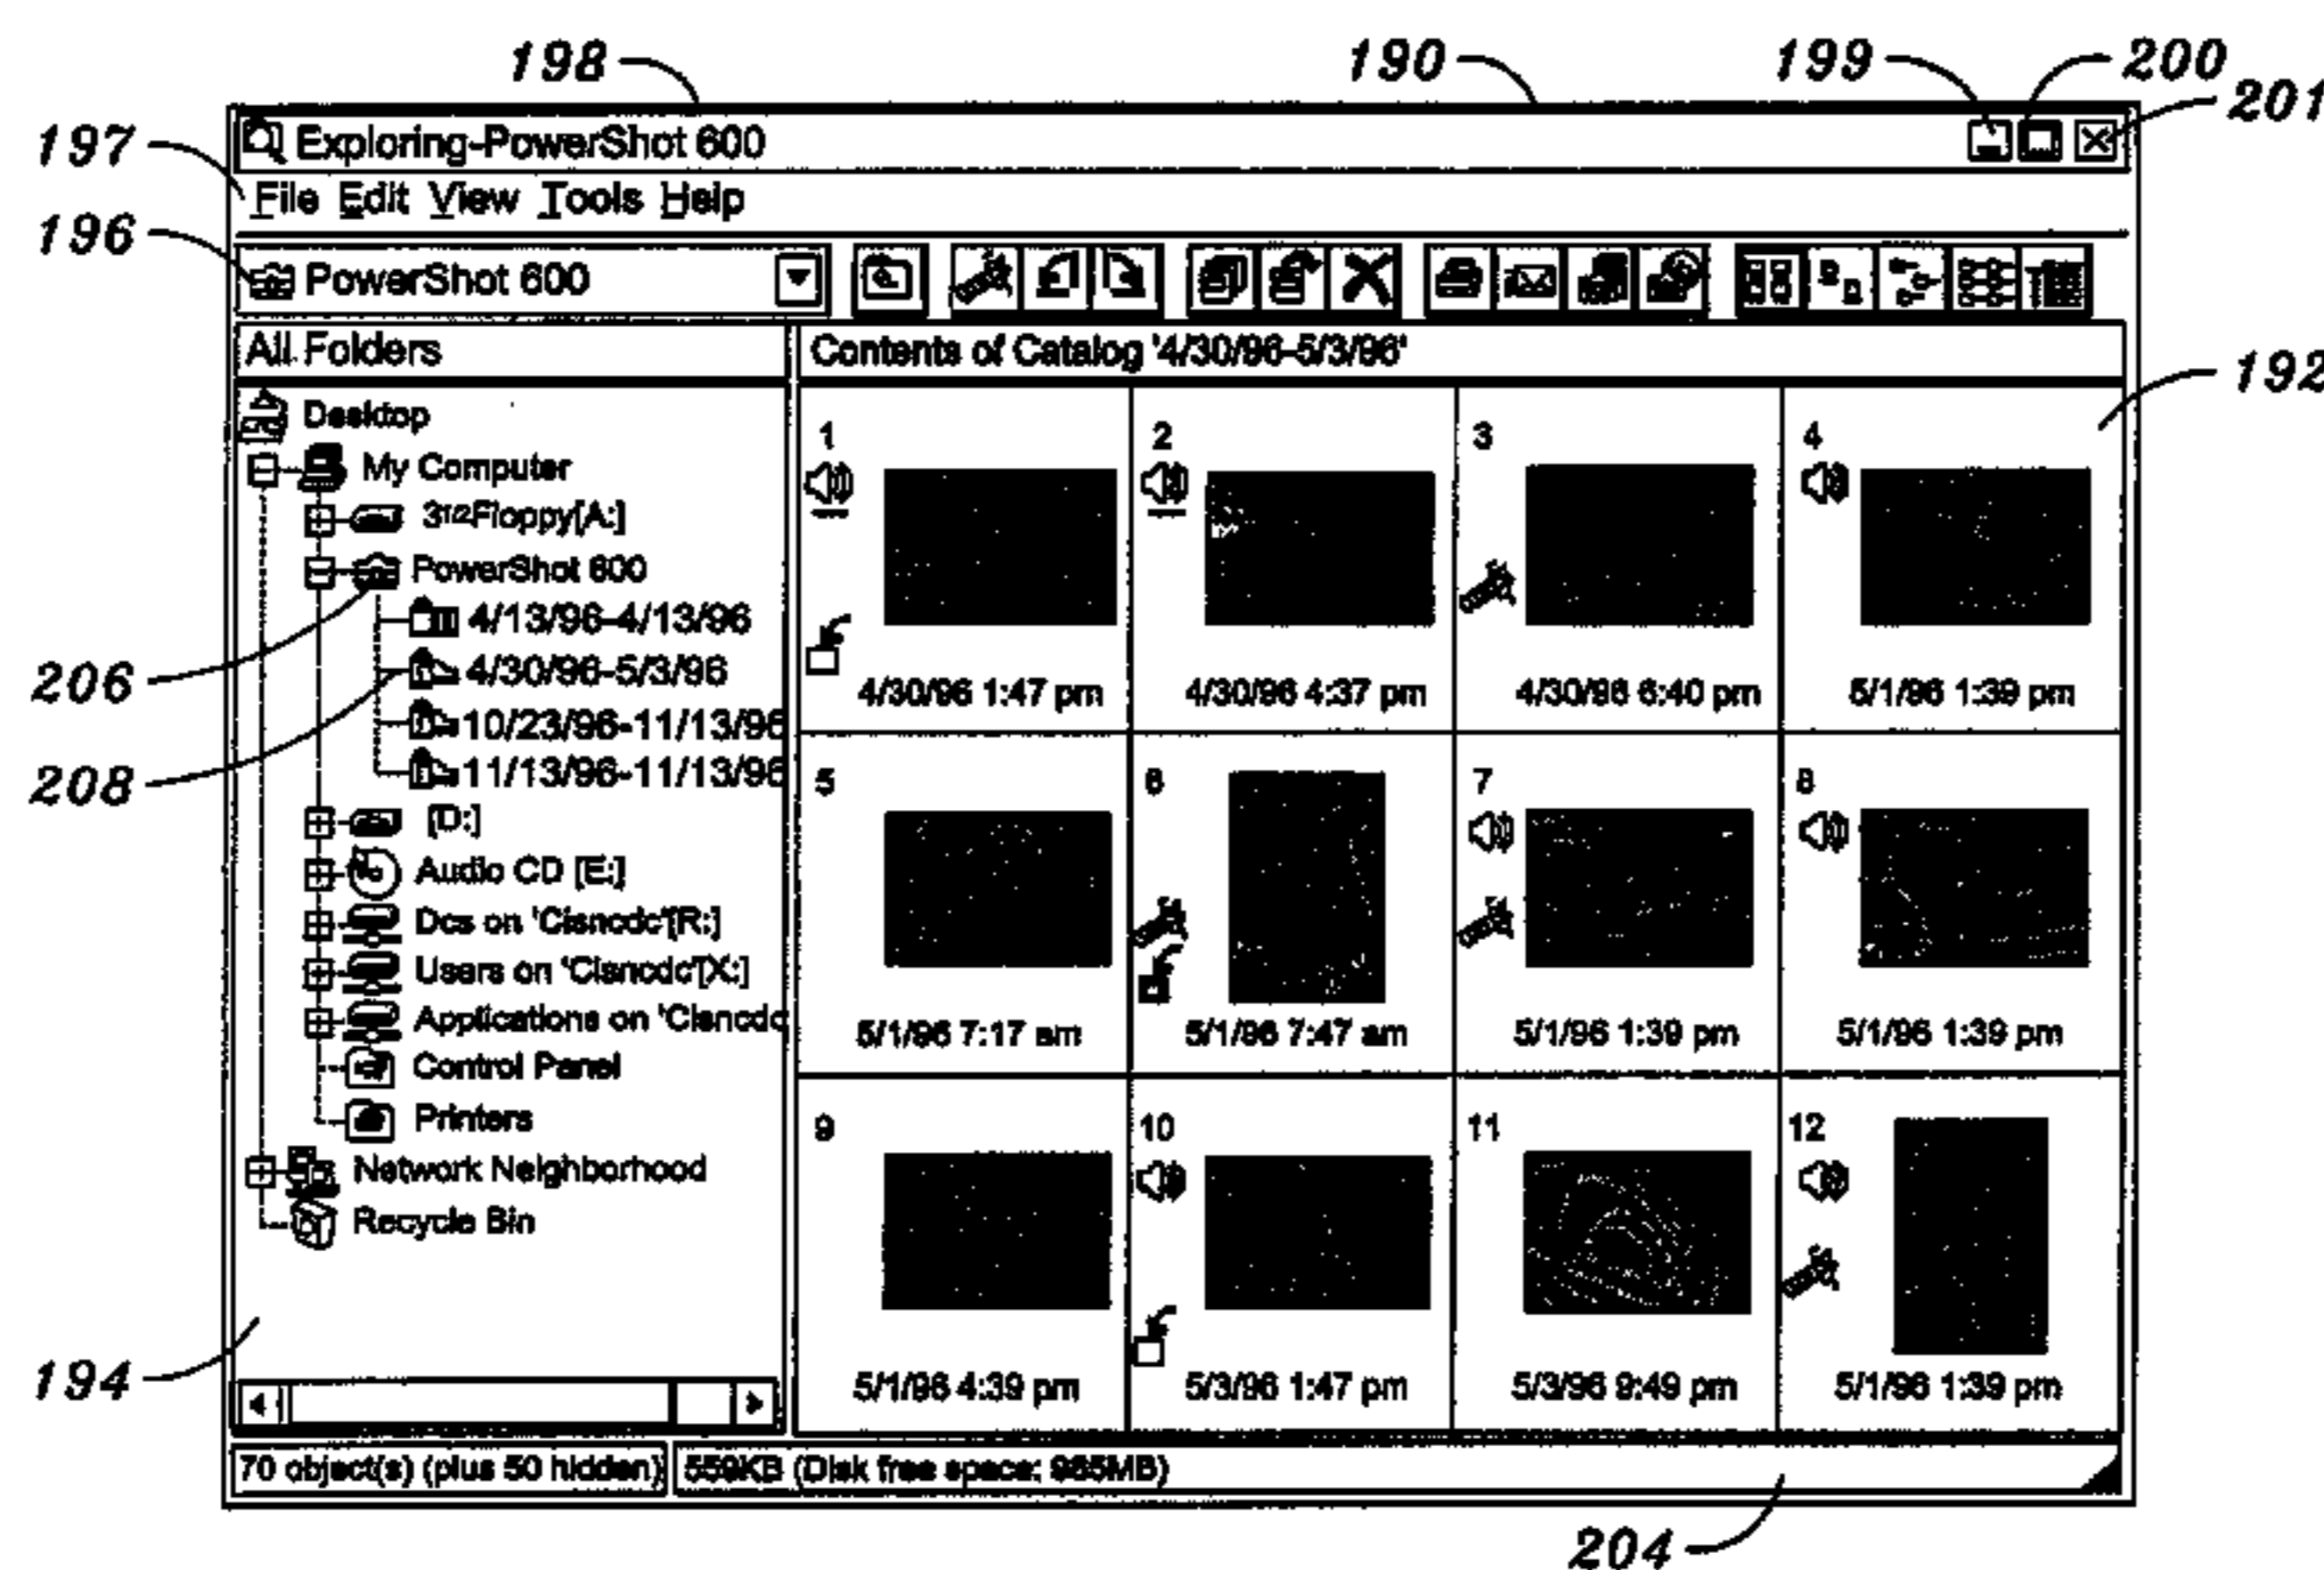 198 190 199 200
201
197
Exploring-PowerShot 600
File Edit View Tools Help
196
PowerShot 600
All Folders
Contents of Catalog '4/30/96-5/3/96'
192
Desktop
My Computer
3 1/2 Floppy[A:]
PowerShot 600
4/13/96-4/13/96
206
4/30/96-5/3/96
10/23/96-11/13/96
208
11/13/96-11/13/96
[D:]
Audio CD [E:]
Dcs on 'Cisncdc'[R:]
Users on 'Cisncdc'[X:]
Applications on 'Cisncdc
Control Panel
Printers
Network Neighborhood
Recycle Bin
194
1 2 3 4
4/30/96 1:47 pm 4/30/96 4:37 pm 4/30/96 6:40 pm 5/1/96 1:39 pm
5 6 7 8
5/1/96 7:17 am 5/1/96 7:47 am 5/1/96 1:39 pm 5/1/96 1:39 pm
9 10 11 12
5/1/96 4:39 pm 5/3/96 1:47 pm 5/3/96 9:49 pm 5/1/96 1:39 pm
70 object(s) (plus 50 hidden) 559KB (Disk free space: 985MB)
204